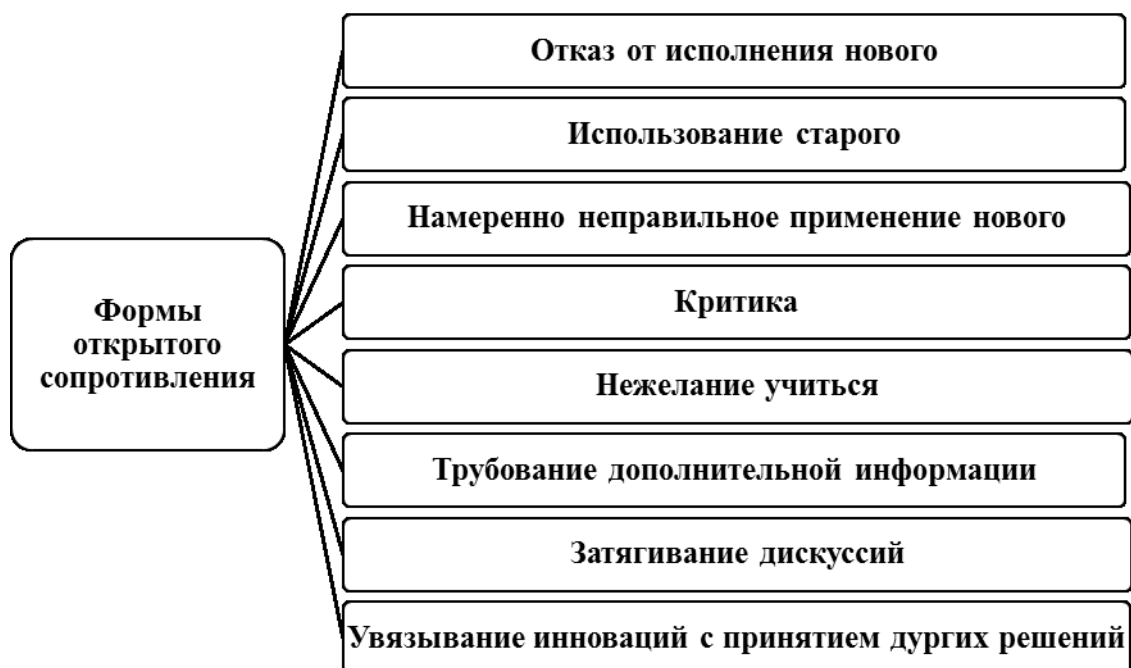 Формы
открытого
сопротивления
Отказ от исполнения нового
Использование старого
Намеренно неправильное применение нового
Критика
Нежелание учиться
Трубование дополнительной информации
Затягивание дискуссий
Увязывание инноваций с принятием дургих решений